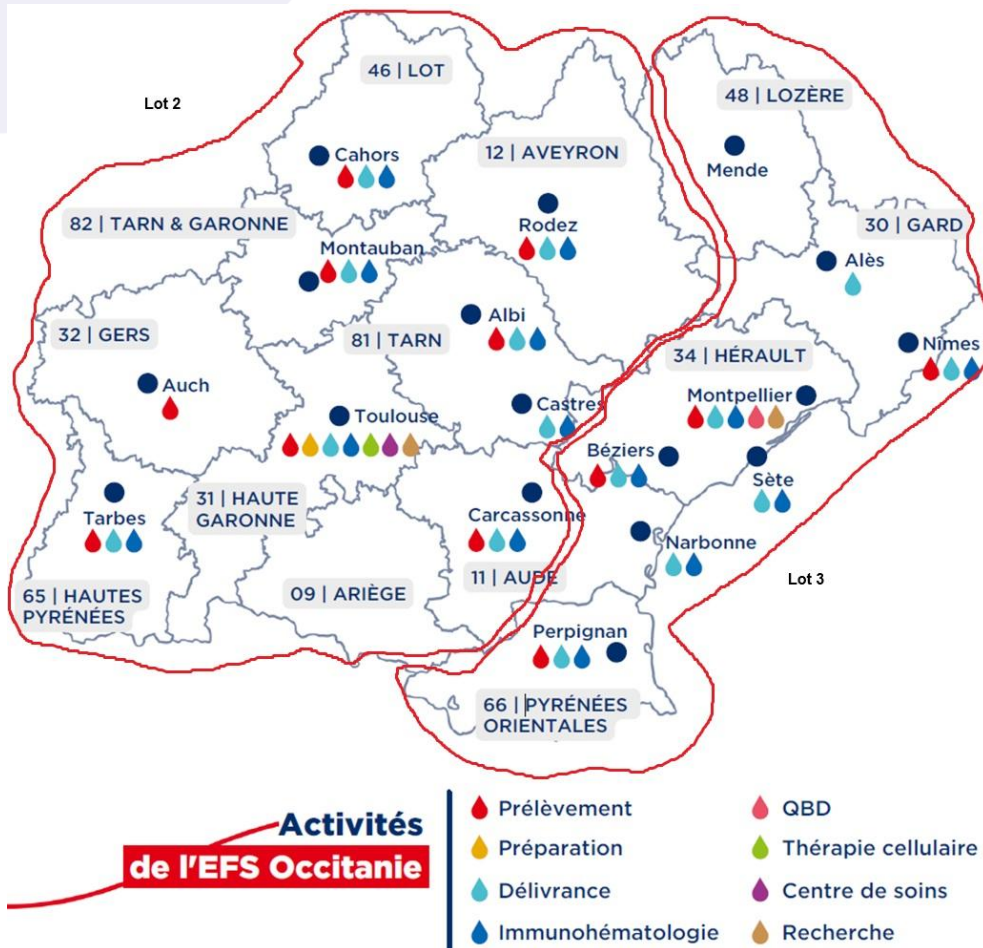 46 | LOT
48 | LOZÈRE
Lot 2
Mende
Cahors
12 | AVEYRON
82 | TARN & GARONNE
30 | GARD
Rodez
Montauban
Alès
Albi
32 | GERS
81 | TARN
34 | HÉRAULT
Nîmes
Auch
Montpellier
Castres
Toulouse
Béziers
Sète
31 | HAUTE
GARONNE
Tarbes
Carcassonne
Narbonne
11 | AUDE
Lot 3
65 | HAUTES
PYRÉNÉES
09 | ARIÈGE
Perpignan
66 | PYRÉNÉES
ORIENTALES
Activités
de l'EFS Occitanie
Prélèvement
Préparation
Délivrance
Immunohématologie
QBD
Thérapie cellulaire
Centre de soins
Recherche